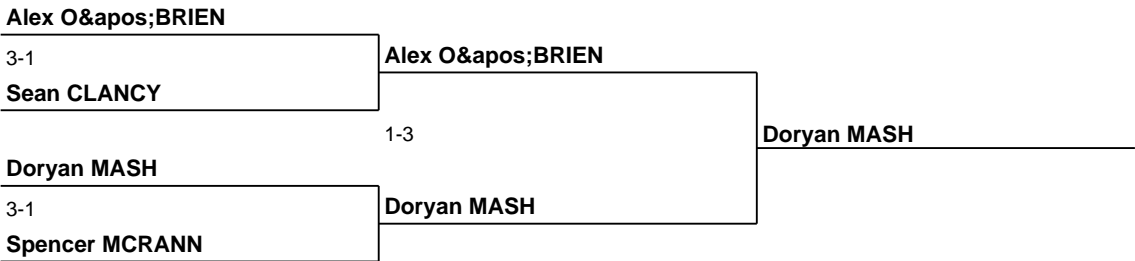 Alex O&apos;BRIEN
3-1
Alex O&apos;BRIEN
Sean CLANCY
1-3
Doryan MASH
Doryan MASH
3-1
Doryan MASH
Spencer MCRANN